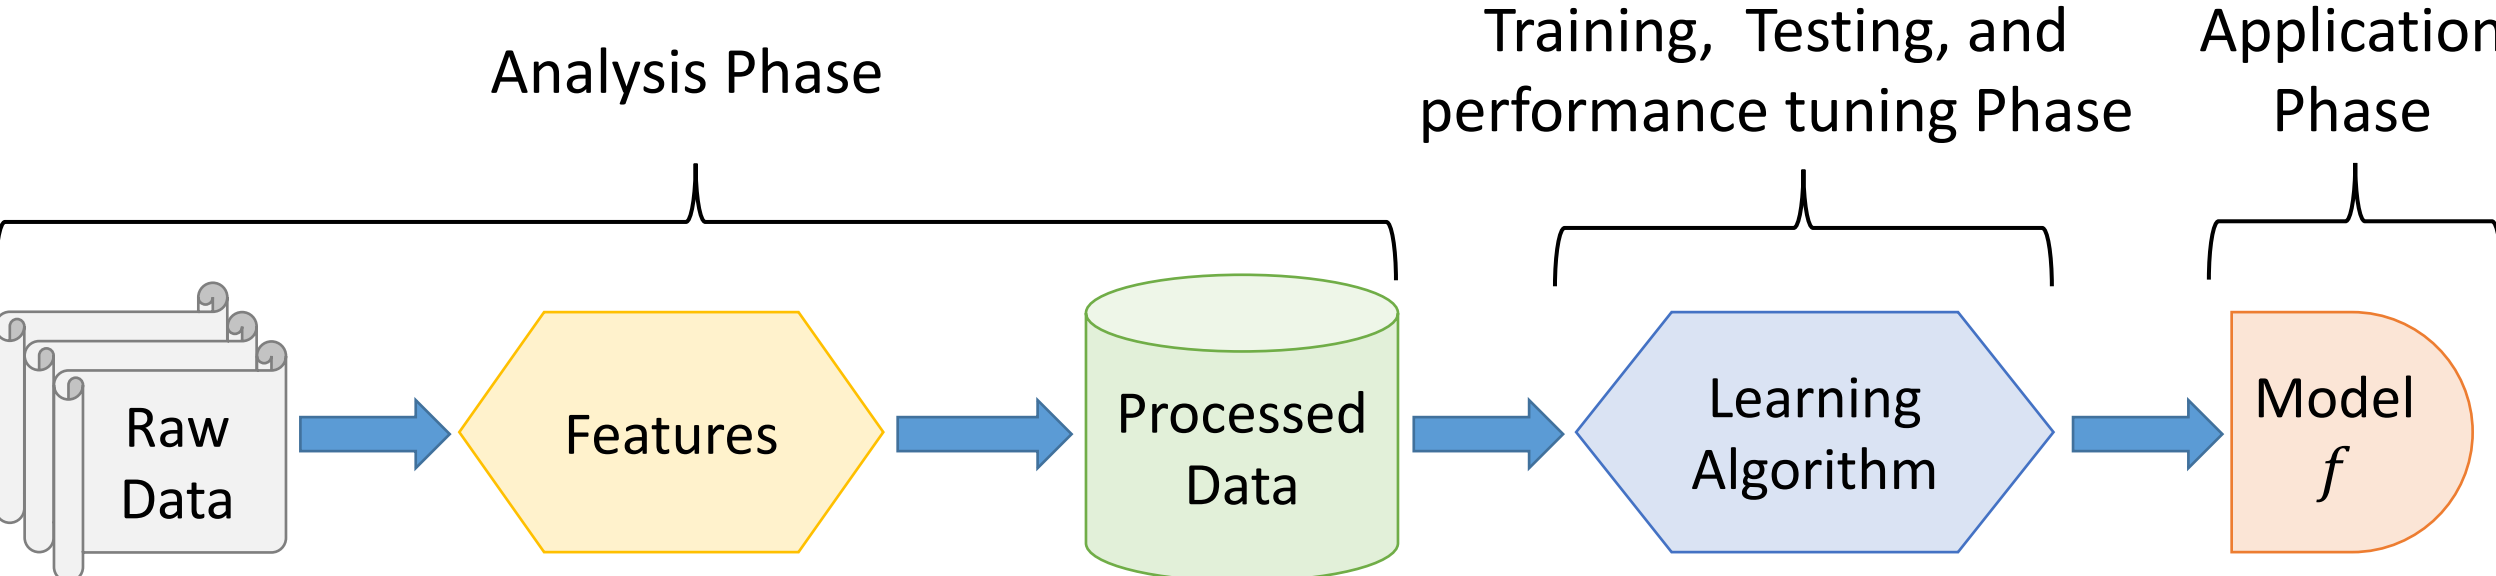 Analysis Phase
Training, Testing, and
performance tuning Phase
Application
Phase
Raw
Data
Features
Processed
Data
Learning
Algorithm
Model
f